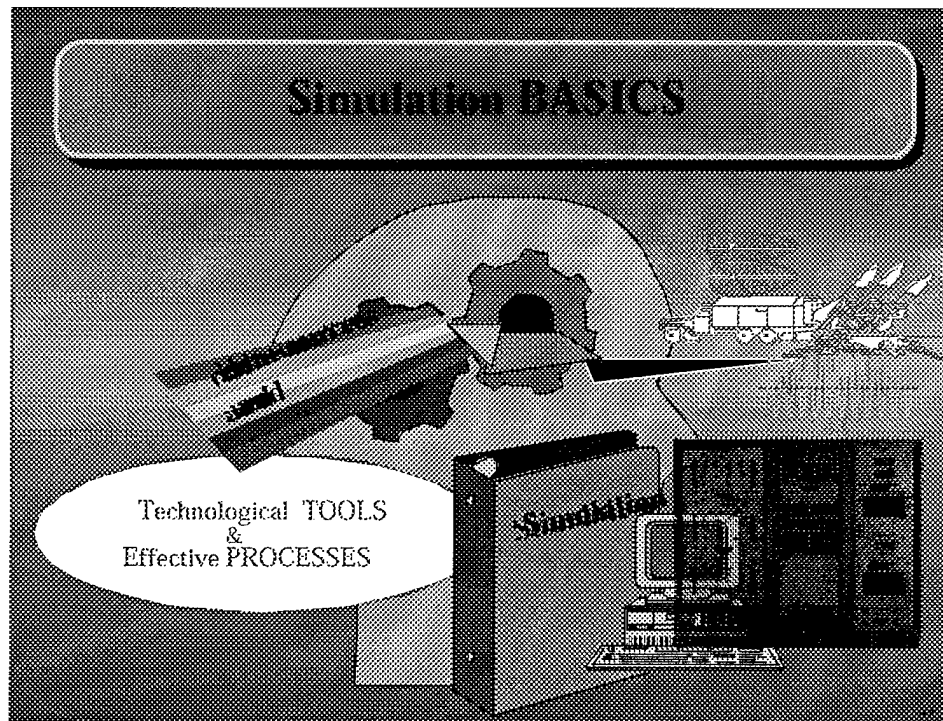 Simulation BASICS
Technological TOOLS
&
Effective PROCESSES
Simulation